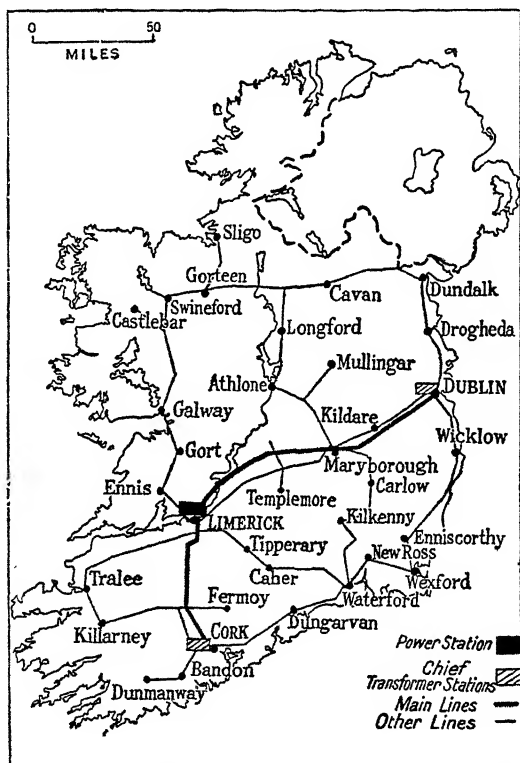 0 50
MILES
Sligo
Gorteen
Swineford
Castlebar
Cavan
Dundalk
Longford
Drogheda
Mullingar
Athlone
DUBLIN
Galway
Kildare
Wicklow
Gort
Maryborough
Ennis
Templemore
Carlow
LIMERICK
Kilkenny
Enniscorthy
Tipperary
New Ross
Caher
Wexford
Tralee
Waterford
Fermoy
Killarney
Dungarvan
CORK
Bandon
Dunmanway
Power Station
Chief
Transformer Stations
Main Lines
Other Lines